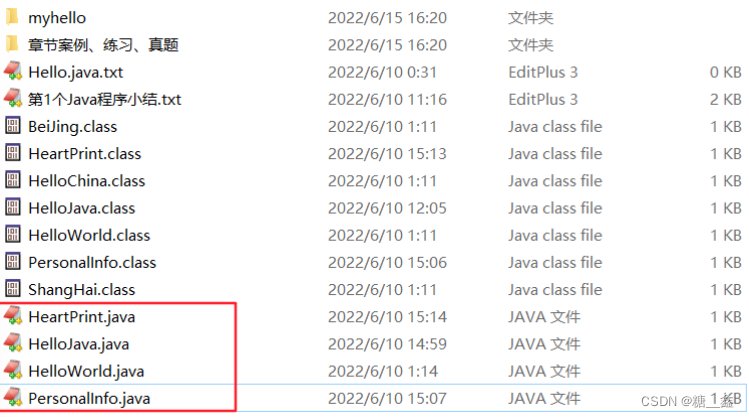 myhello 2022/6/15 16:20 文件夹
章节案例、练习、真题 2022/6/15 16:20 文件夹
Hello.java.txt 2022/6/10 0:31 EditPlus 3 0 KB
第1个Java程序小结.txt 2022/6/10 11:16 EditPlus 3 2 KB
BeiJing.class 2022/6/10 1:11 Java class file 1 KB
HeartPrint.class 2022/6/10 15:13 Java class file 1 KB
HelloChina.class 2022/6/10 1:11 Java class file 1 KB
HelloJava.class 2022/6/10 12:05 Java class file 1 KB
HelloWorld.class 2022/6/10 1:11 Java class file 1 KB
PersonalInfo.class 2022/6/10 15:06 Java class file 1 KB
ShangHai.class 2022/6/10 1:11 Java class file 1 KB
HeartPrint.java 2022/6/10 15:14 JAVA 文件 1 KB
HelloJava.java 2022/6/10 14:59 JAVA 文件 1 KB
HelloWorld.java 2022/6/10 1:14 JAVA 文件 1 KB
PersonalInfo.java 2022/6/10 15:07 JAVA 文件 1 KB
CSDN @糖_鑫